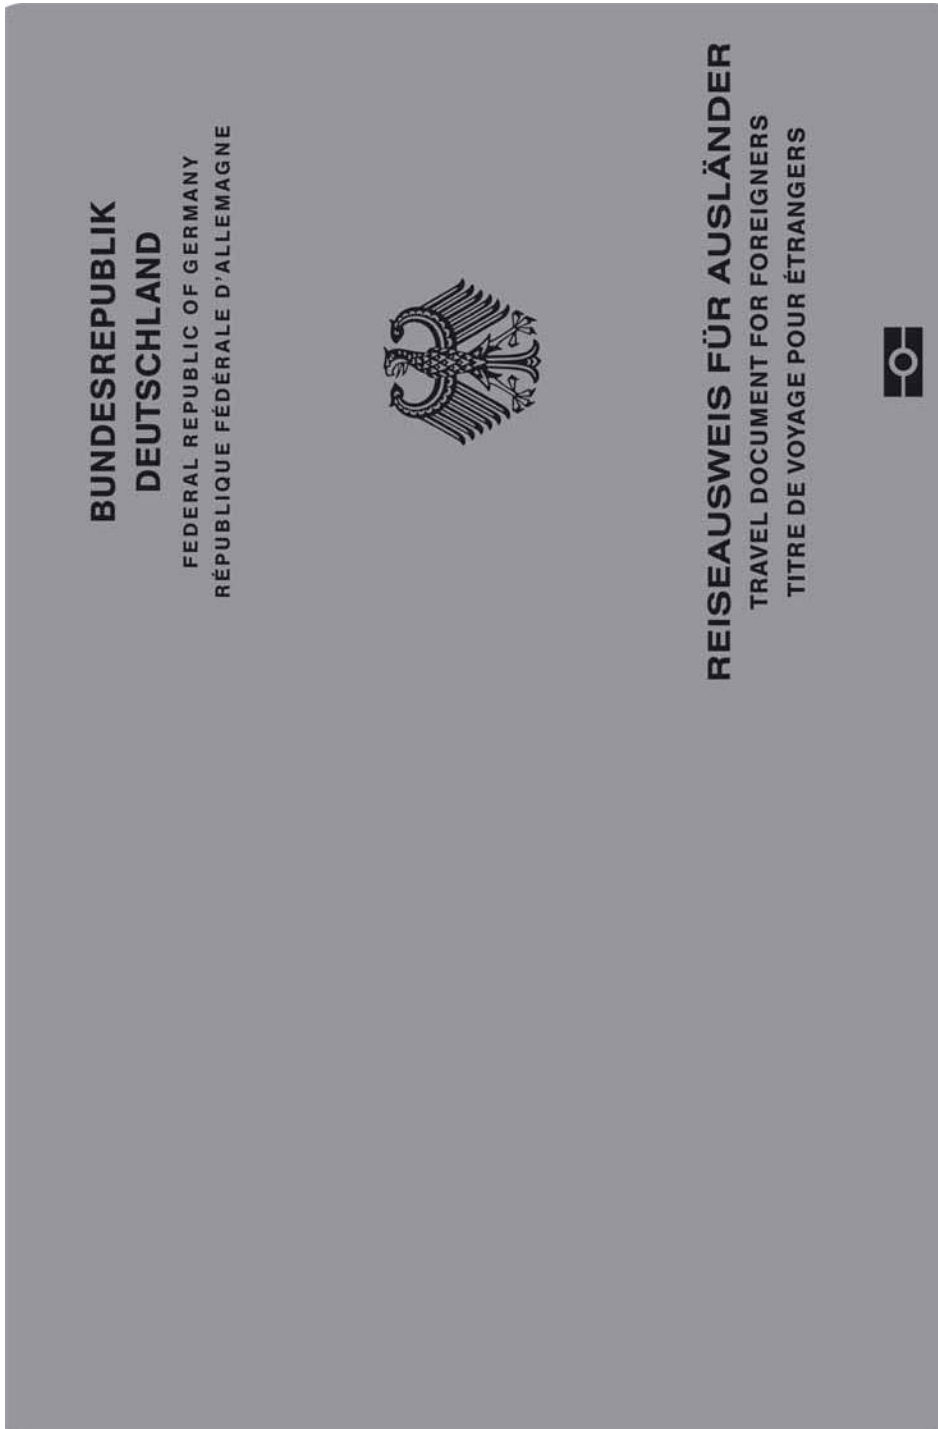 BUNDESREPUBLIK
DEUTSCHLAND
FEDERAL REPUBLIC OF GERMANY
RÉPUBLIQUE FÉDÉRALE D'ALLEMAGNE
REISEAUSWEIS FÜR AUSLÄNDER
TRAVEL DOCUMENT FOR FOREIGNERS
TITRE DE VOYAGE POUR ÉTRANGERS